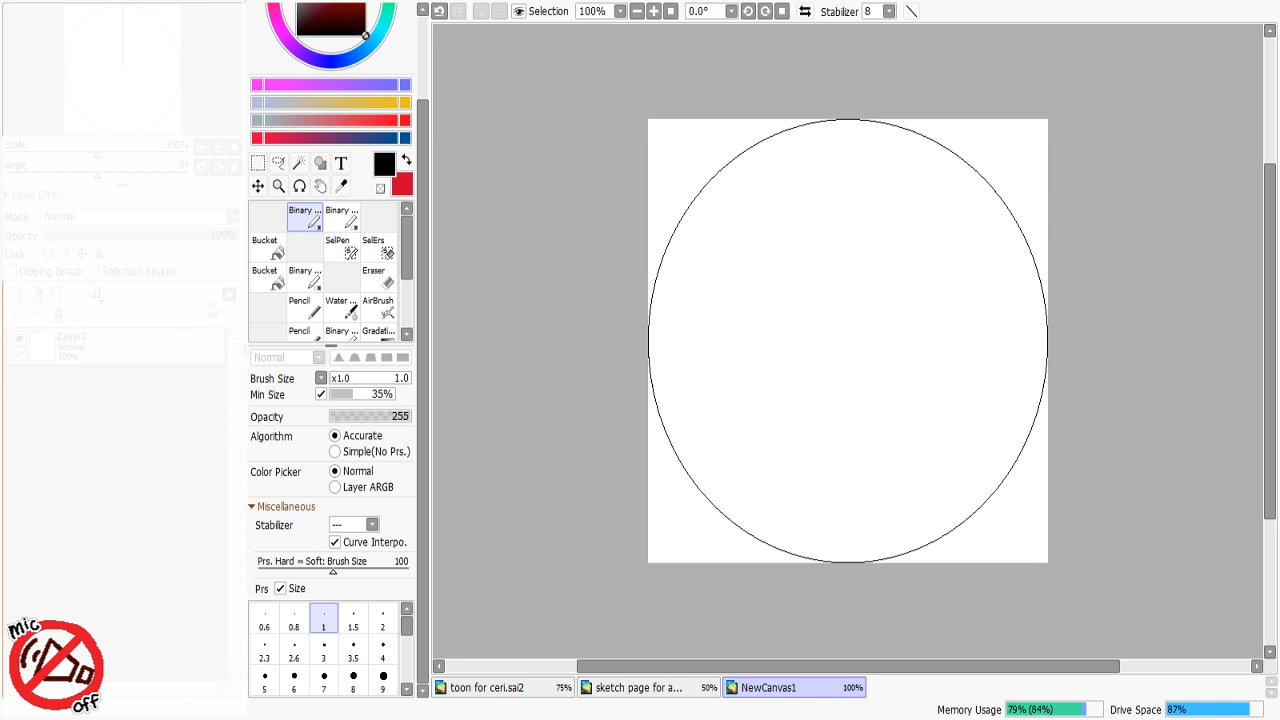 Selection 100% 0.0° Stabilizer 8
Scale 100%
Angle 0°
Layer Effect
Mode Normal
Opacity 100%
Lock
Clipping Group Selection Source
Layer1
Normal
100%
T
Binary ... Binary ...
Bucket SelPen SelErs
Bucket Binary ... Eraser
Pencil Water ... AirBrush
Pencil Binary ... Gradati...
Normal
Brush Size x1.0 1.0
Min Size 35%
Opacity 255
Algorithm Accurate
Simple(No Prs.)
Color Picker Normal
Layer ARGB
Miscellaneous
Stabilizer ---
Curve Interpo.
Prs. Hard ⇔ Soft: Brush Size 100
Prs Size
0.6 0.8 1 1.5 2
2.3 2.6 3 3.5 4
5 6 7 8 9
mic
off
toon for ceri.sai2 75% sketch page for a... 50% NewCanvas1 100%
Memory Usage 79% (84%) Drive Space 87%